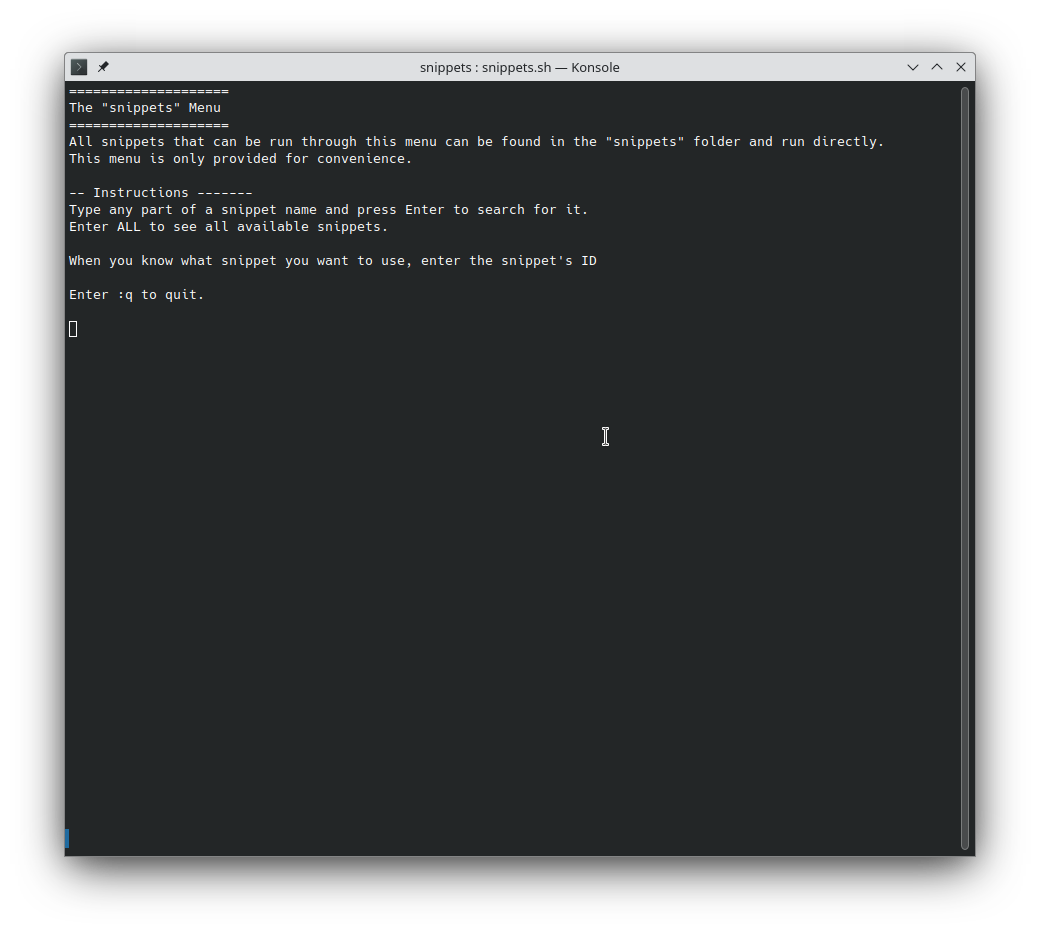 snippets : snippets.sh — Konsole
====================
The "snippets" Menu
====================
All snippets that can be run through this menu can be found in the "snippets" folder and run directly.
This menu is only provided for convenience.
-- Instructions -------
Type any part of a snippet name and press Enter to search for it.
Enter ALL to see all available snippets.
When you know what snippet you want to use, enter the snippet's ID
Enter :q to quit.